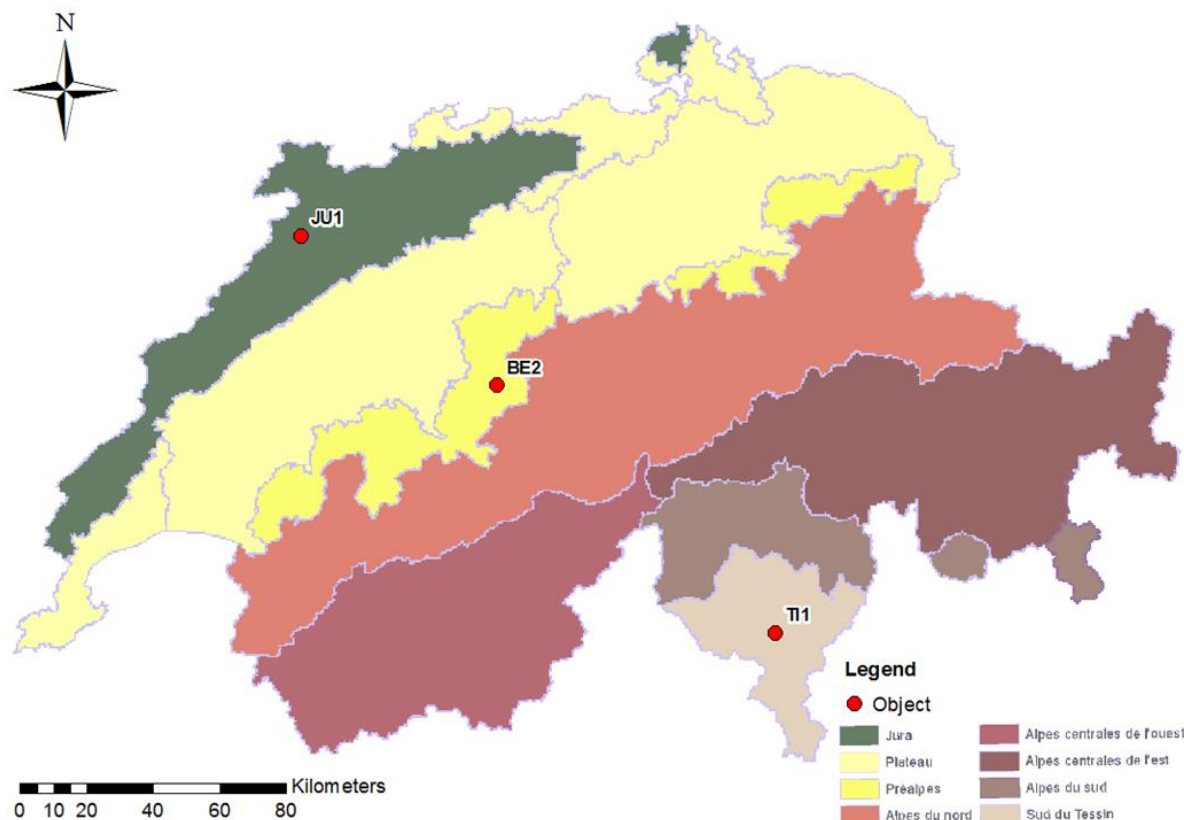 N
JU1
BE2
TI1
Legend
Object
Jura
Plateau
Préalpes
Alpes du nord
Alpes centrales de l'ouest
Alpes centrales de l'est
Alpes du sud
Sud du Tessin
Kilometers
0 10 20 40 60 80